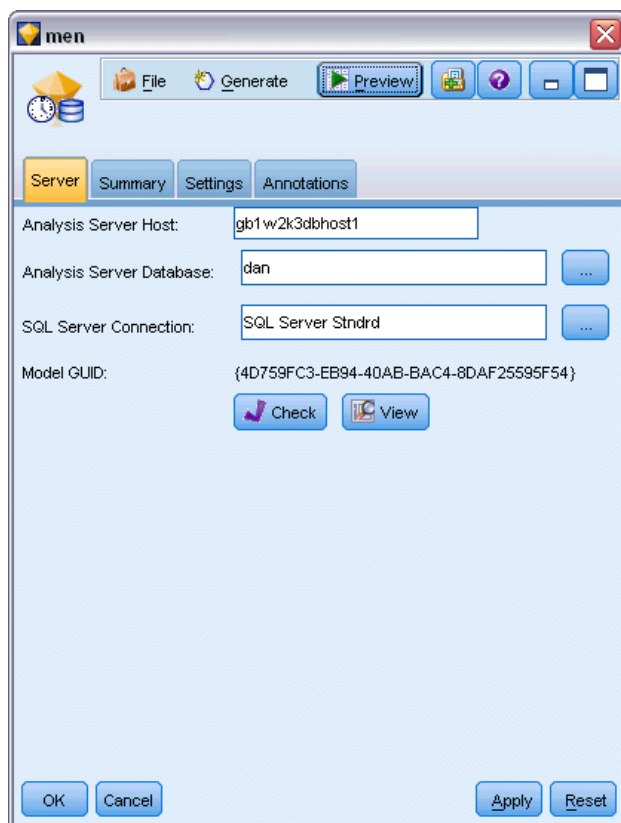 men
File Generate Preview
Server Summary Settings Annotations
Analysis Server Host: gb1w2k3dbhost1
Analysis Server Database: dan ...
SQL Server Connection: SQL Server Stndrd ...
Model GUID: {4D759FC3-EB94-40AB-BAC4-8DAF25595F54}
Check View
OK Cancel Apply Reset